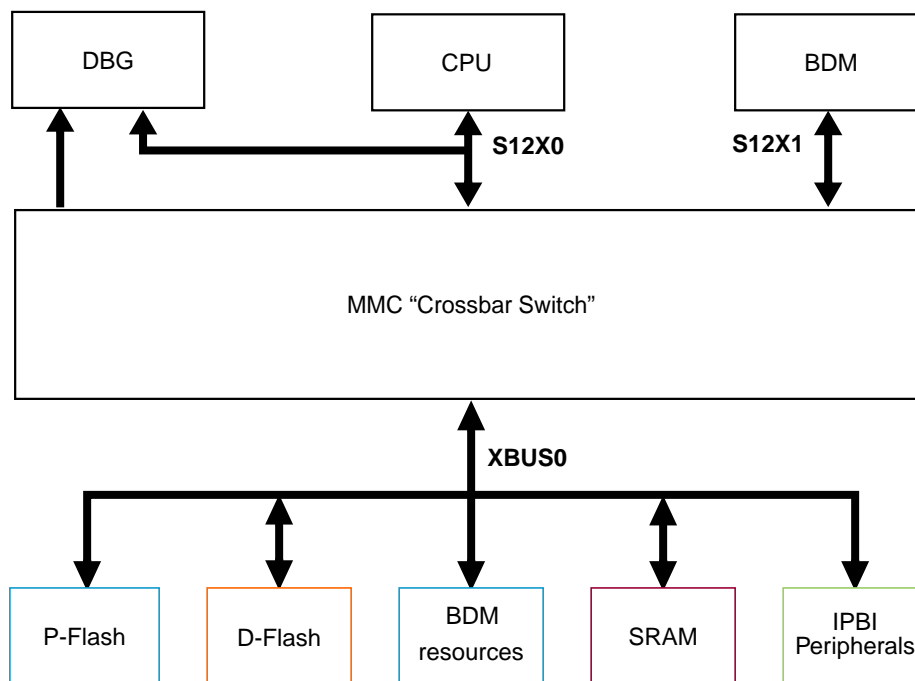 DBG
CPU
BDM
S12X0
S12X1
MMC “Crossbar Switch”
XBUS0
P-Flash
D-Flash
BDM
resources
SRAM
IPBI
Peripherals